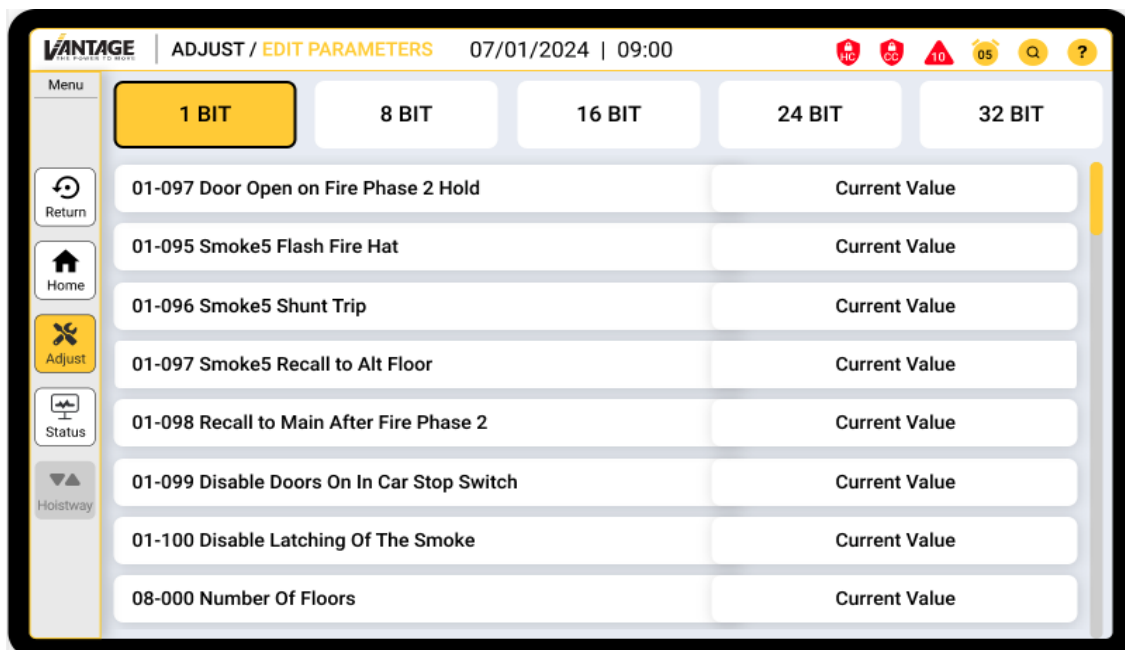 VANTAGE
THE POWER TO MOVE
ADJUST / EDIT PARAMETERS 07/01/2024 | 09:00
HC CC 10 05 ?
Menu
1 BIT 8 BIT 16 BIT 24 BIT 32 BIT
Return
Home
Adjust
Status
Hoistway
01-097 Door Open on Fire Phase 2 Hold Current Value
01-095 Smoke5 Flash Fire Hat Current Value
01-096 Smoke5 Shunt Trip Current Value
01-097 Smoke5 Recall to Alt Floor Current Value
01-098 Recall to Main After Fire Phase 2 Current Value
01-099 Disable Doors On In Car Stop Switch Current Value
01-100 Disable Latching Of The Smoke Current Value
08-000 Number Of Floors Current Value